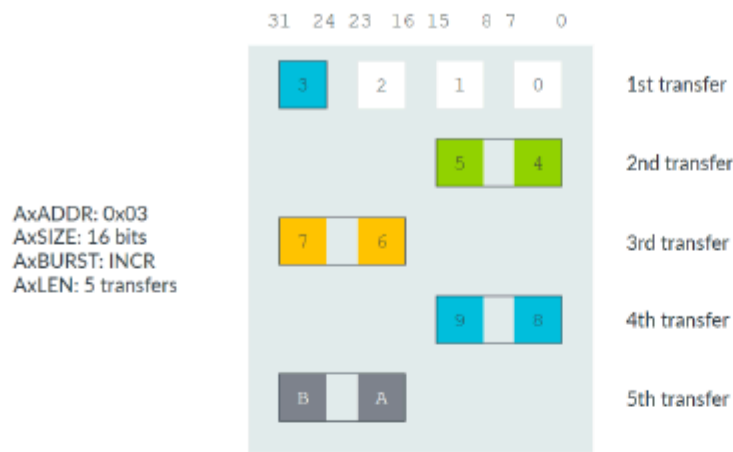 31 24 23 16 15 8 7 0
3 2 1 0 1st transfer
5 4 2nd transfer
AxADDR: 0x03
AxSIZE: 16 bits
AxBURST: INCR
AxLEN: 5 transfers
7 6 3rd transfer
9 8 4th transfer
B A 5th transfer